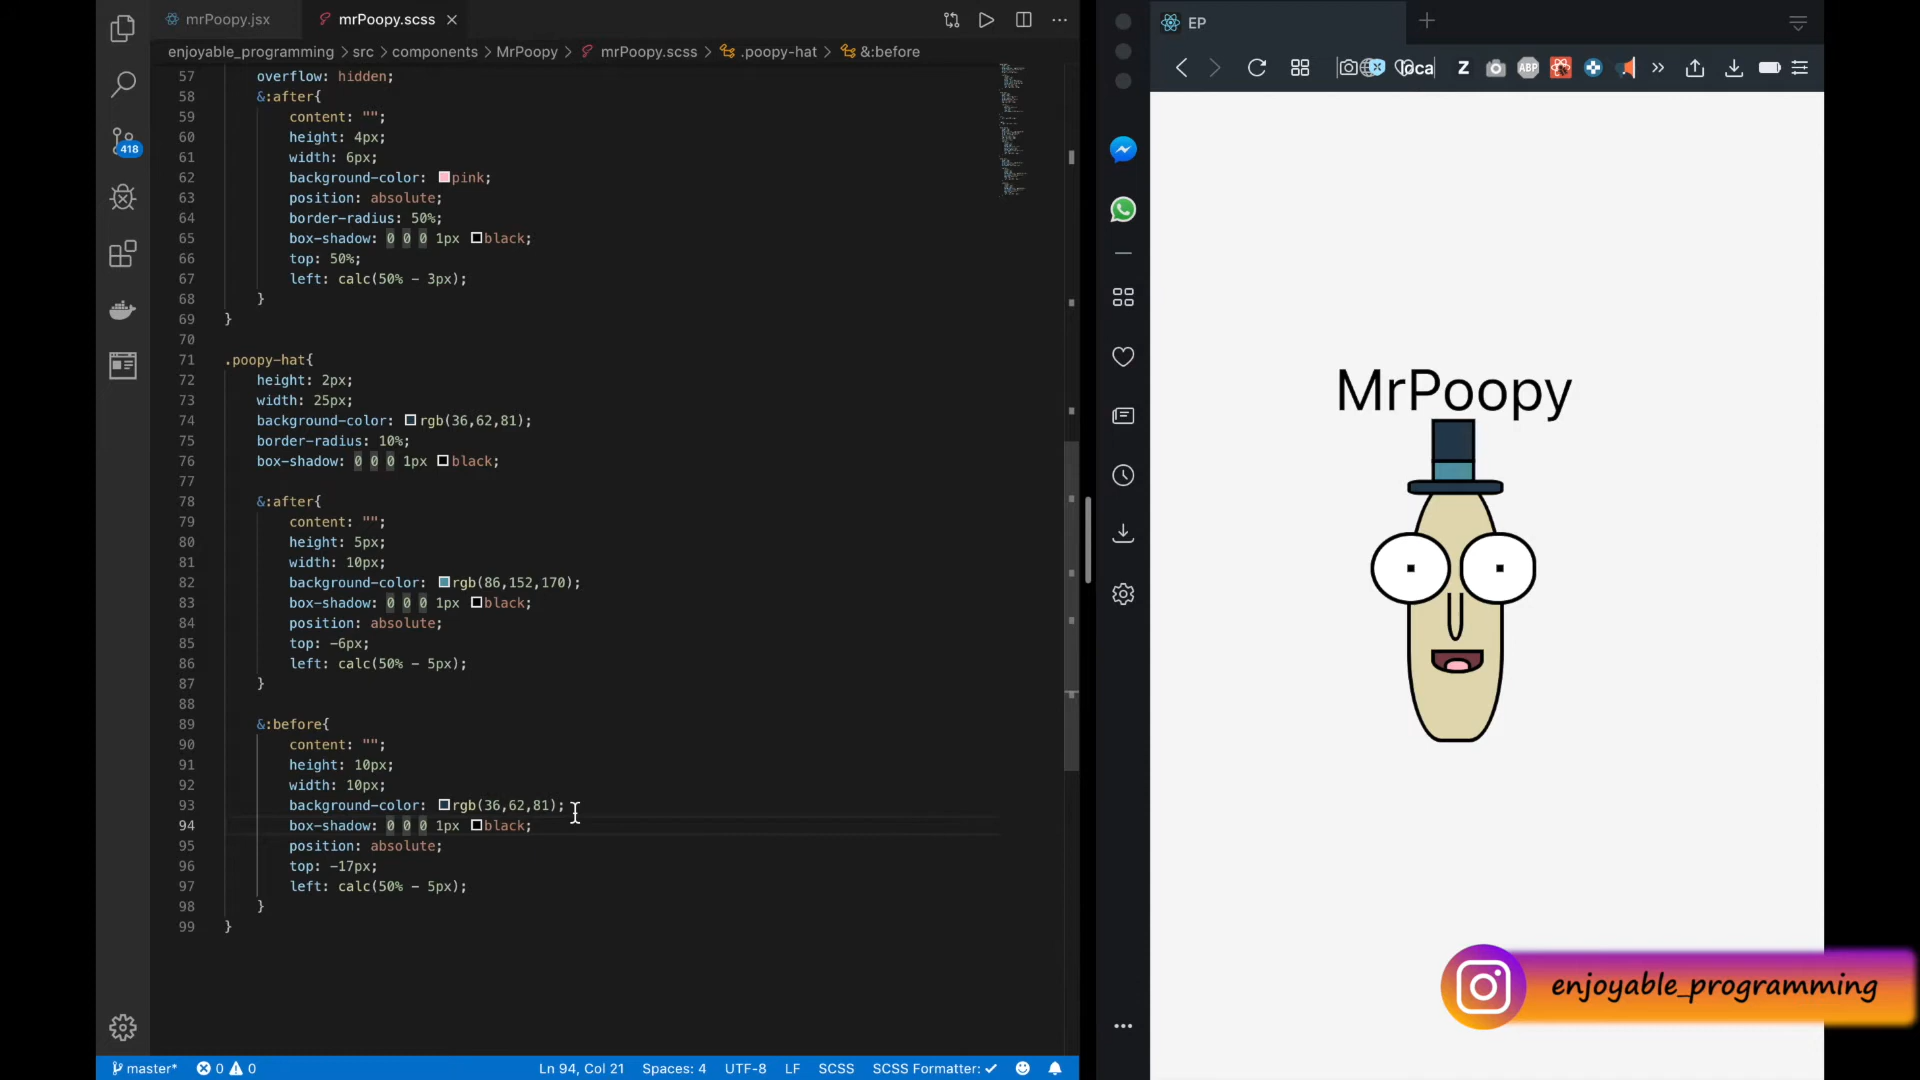 mrPoopy.jsx
mrPoopy.scss
enjoyable_programming > src > components > MrPoopy > mrPoopy.scss > .poopy-hat > &:before
57 overflow: hidden;
58 &:after{
59 content: "";
60 height: 4px;
61 width: 6px;
62 background-color: pink;
63 position: absolute;
64 border-radius: 50%;
65 box-shadow: 0 0 0 1px black;
66 top: 50%;
67 left: calc(50% - 3px);
68 }
69 }
70
71 .poopy-hat{
72 height: 2px;
73 width: 25px;
74 background-color: rgb(36,62,81);
75 border-radius: 10%;
76 box-shadow: 0 0 0 1px black;
77
78 &:after{
79 content: "";
80 height: 5px;
81 width: 10px;
82 background-color: rgb(86,152,170);
83 box-shadow: 0 0 0 1px black;
84 position: absolute;
85 top: -6px;
86 left: calc(50% - 5px);
87 }
88
89 &:before{
90 content: "";
91 height: 10px;
92 width: 10px;
93 background-color: rgb(36,62,81);
94 box-shadow: 0 0 0 1px black;
95 position: absolute;
96 top: -17px;
97 left: calc(50% - 5px);
98 }
99 }
418
master* 0 0 Ln 94, Col 21 Spaces: 4 UTF-8 LF SCSS SCSS Formatter:
EP
loca
Z
ABP
MrPoopy
enjoyable_programming